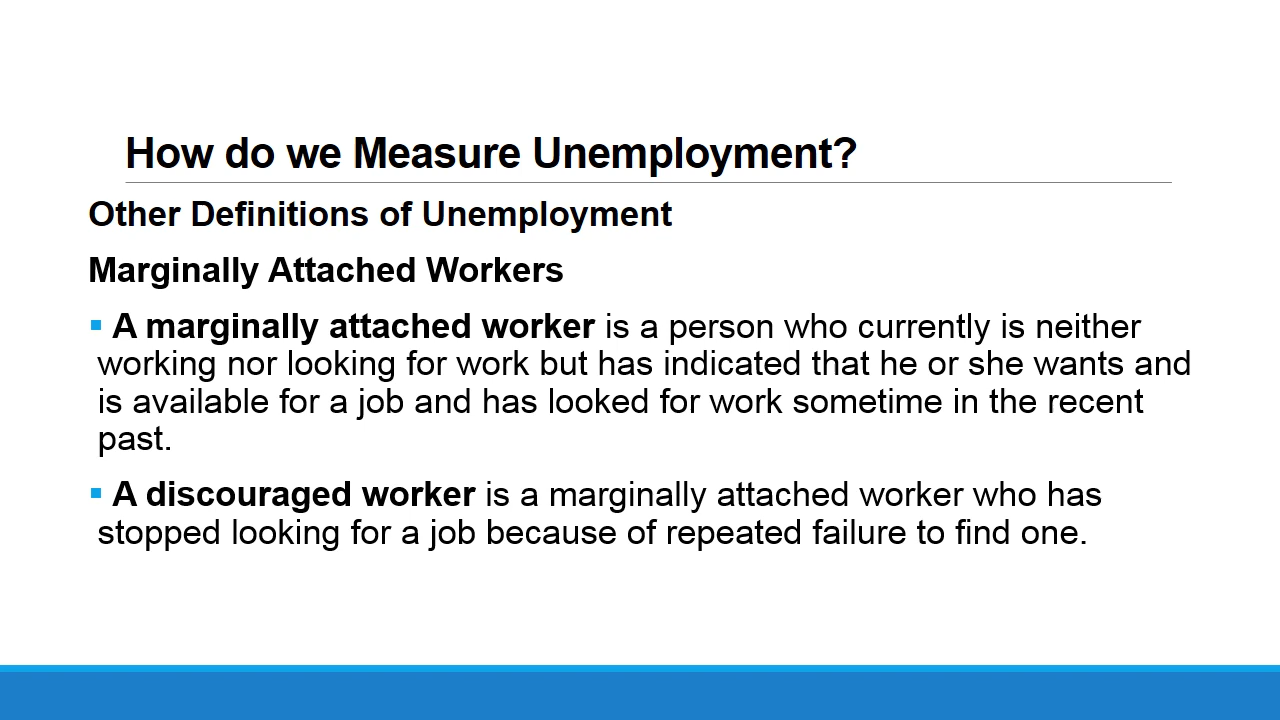 How do we Measure Unemployment?
Other Definitions of Unemployment
Marginally Attached Workers
▪ A marginally attached worker is a person who currently is neither
working nor looking for work but has indicated that he or she wants and
is available for a job and has looked for work sometime in the recent
past.
▪ A discouraged worker is a marginally attached worker who has
stopped looking for a job because of repeated failure to find one.